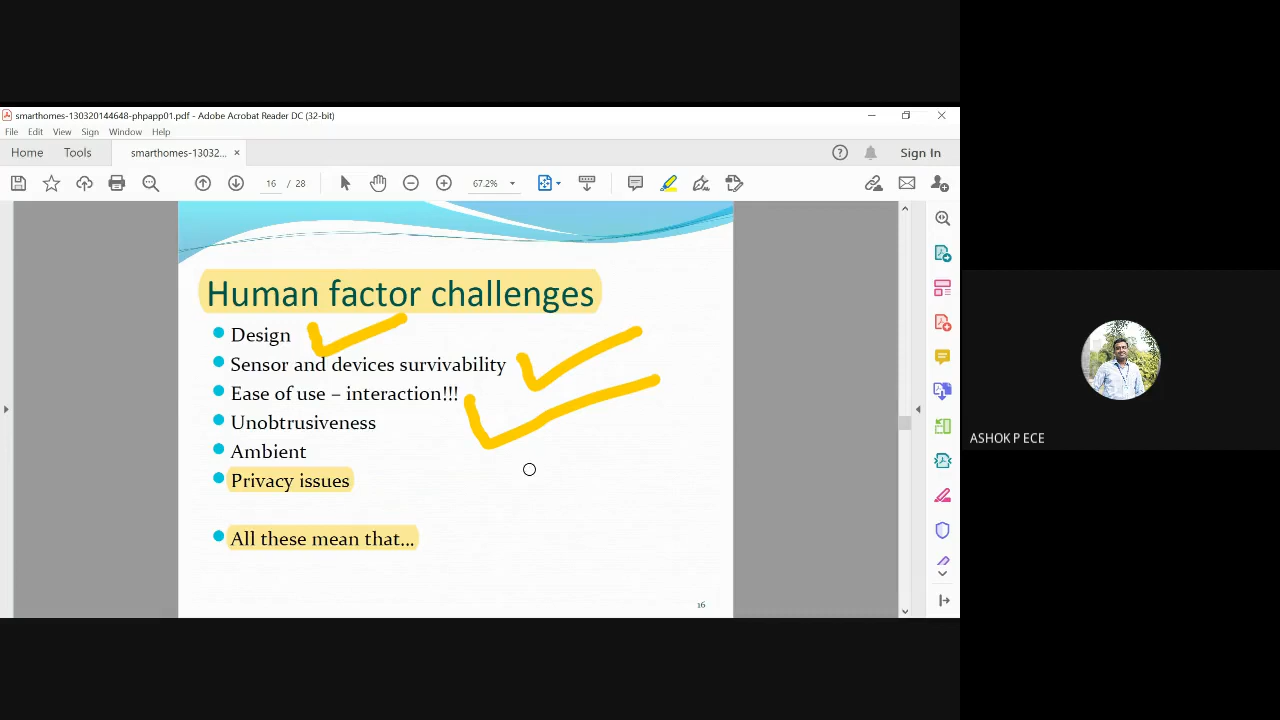 smarthomes-130320144648-phpapp01.pdf - Adobe Acrobat Reader DC (32-bit)
File Edit View Sign Window Help
Home Tools smarthomes-13032... × Sign In
16 / 28 67.2%
Human factor challenges
Design
Sensor and devices survivability
Ease of use – interaction!!!
Unobtrusiveness
Ambient
Privacy issues
All these mean that...
16
ASHOK P ECE